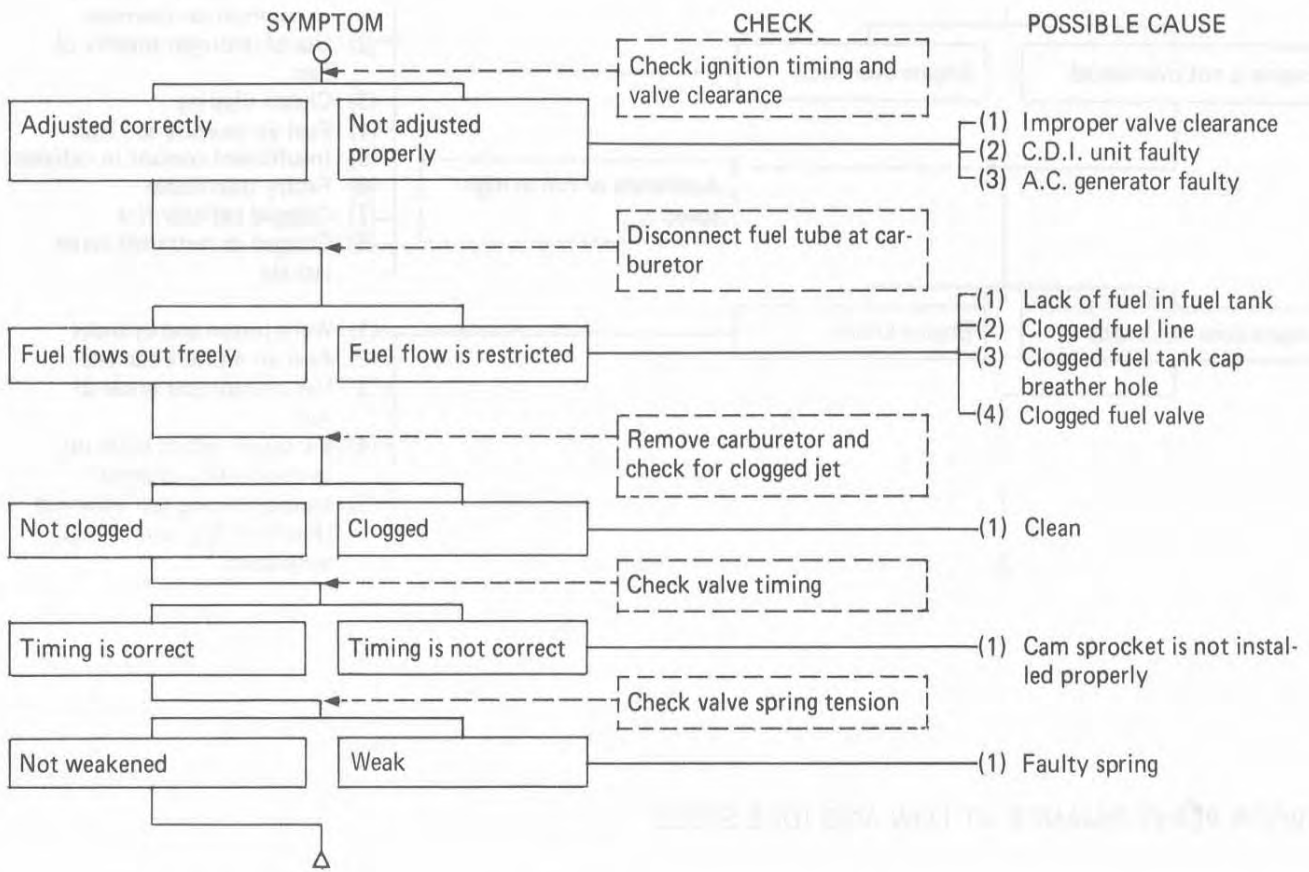 SYMPTOM CHECK POSSIBLE CAUSE
Check ignition timing and
valve clearance
Adjusted correctly
Not adjusted
properly
(1) Improper valve clearance
(2) C.D.I. unit faulty
(3) A.C. generator faulty
Disconnect fuel tube at car-
buretor
Fuel flows out freely
Fuel flow is restricted
(1) Lack of fuel in fuel tank
(2) Clogged fuel line
(3) Clogged fuel tank cap
breather hole
(4) Clogged fuel valve
Remove carburetor and
check for clogged jet
Not clogged
Clogged
(1) Clean
Check valve timing
Timing is correct
Timing is not correct
(1) Cam sprocket is not instal-
led properly
Check valve spring tension
Not weakened
Weak
(1) Faulty spring